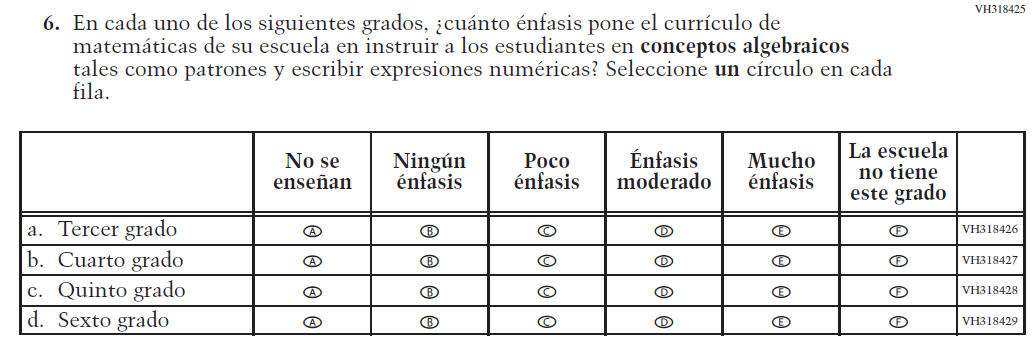 VH318425
6. En cada uno de los siguientes grados, ¿cuánto énfasis pone el currículo de
matemáticas de su escuela en instruir a los estudiantes en conceptos algebraicos
tales como patrones y escribir expresiones numéricas? Seleccione un círculo en cada
fila.
No se enseñan Ningún énfasis Poco énfasis Énfasis moderado Mucho énfasis La escuela no tiene este grado
a. Tercer grado A B C D E F VH318426
b. Cuarto grado A B C D E F VH318427
c. Quinto grado A B C D E F VH318428
d. Sexto grado A B C D E F VH318429